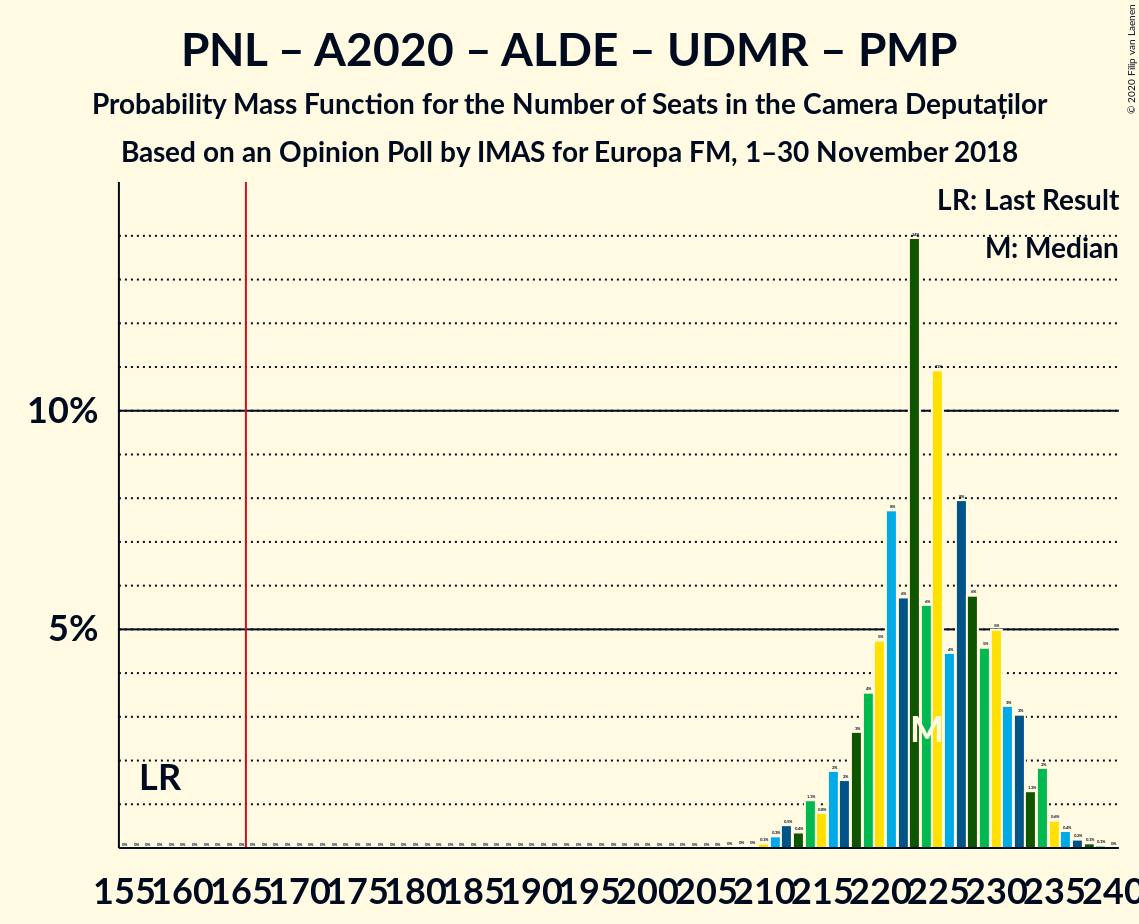 PNL – A2020 – ALDE – UDMR – PMP
Probability Mass Function for the Number of Seats in the Camera Deputaților
Based on an Opinion Poll by IMAS for Europa FM, 1–30 November 2018
© 2020 Filip van Laenen
LR: Last Result
M: Median
10%
5%
LR
M
155 160 165 170 175 180 185 190 195 200 205 210 215 220 225 230 235 240